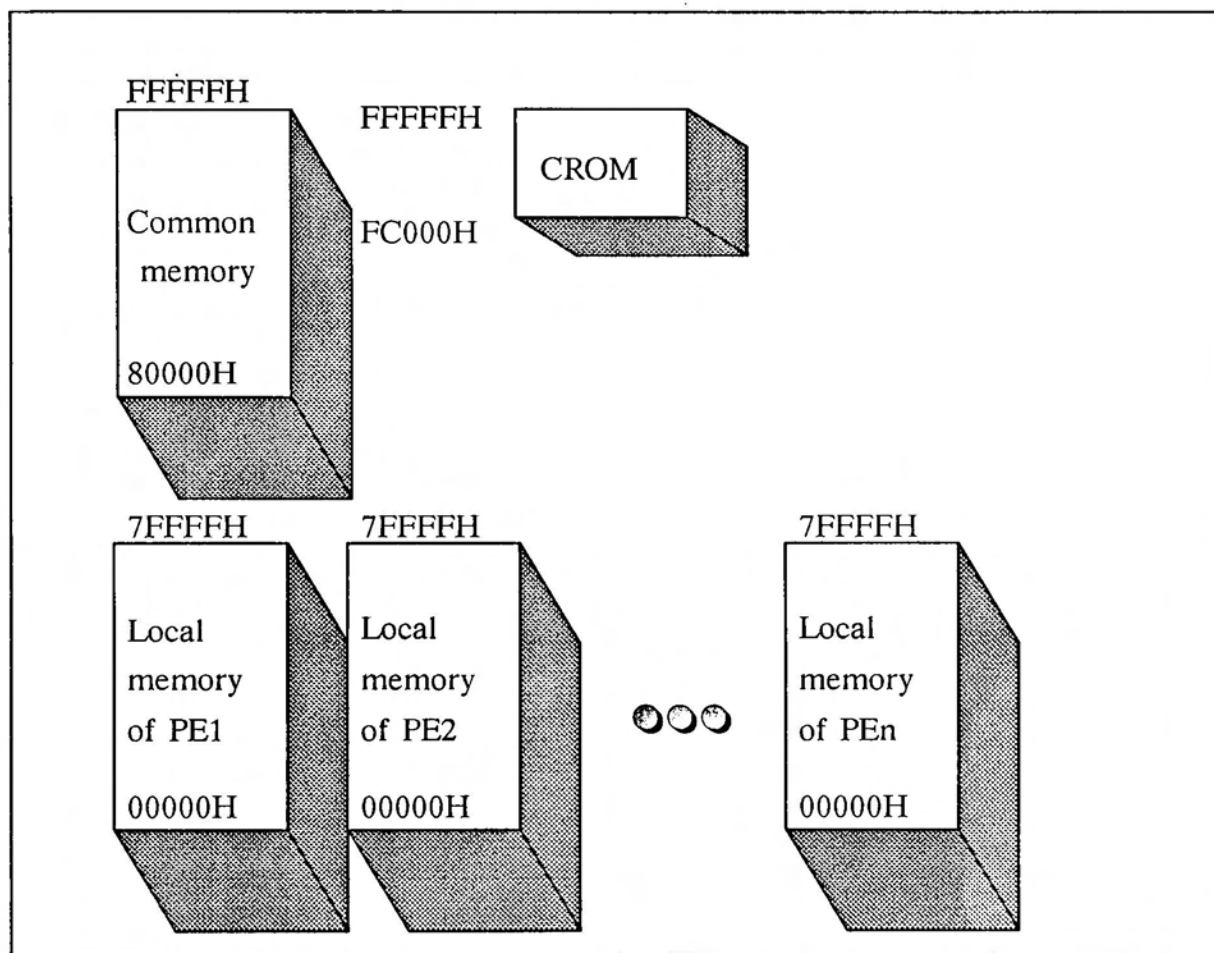 FFFFFH
Common
memory
80000H
FFFFFH
FC000H
CROM
7FFFFH
Local
memory
of PE1
00000H
7FFFFH
Local
memory
of PE2
00000H
7FFFFH
Local
memory
of PEn
00000H